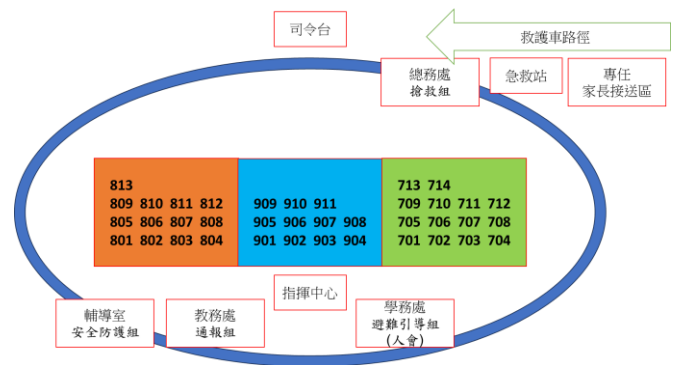 司令台
救護車路徑
總務處
搶救組
急救站
專任
家長接送區
813
809 810 811 812
805 806 807 808
801 802 803 804
909 910 911
905 906 907 908
901 902 903 904
713 714
709 710 711 712
705 706 707 708
701 702 703 704
指揮中心
輔導室
安全防護組
教務處
通報組
學務處
避難引導組
(人會)